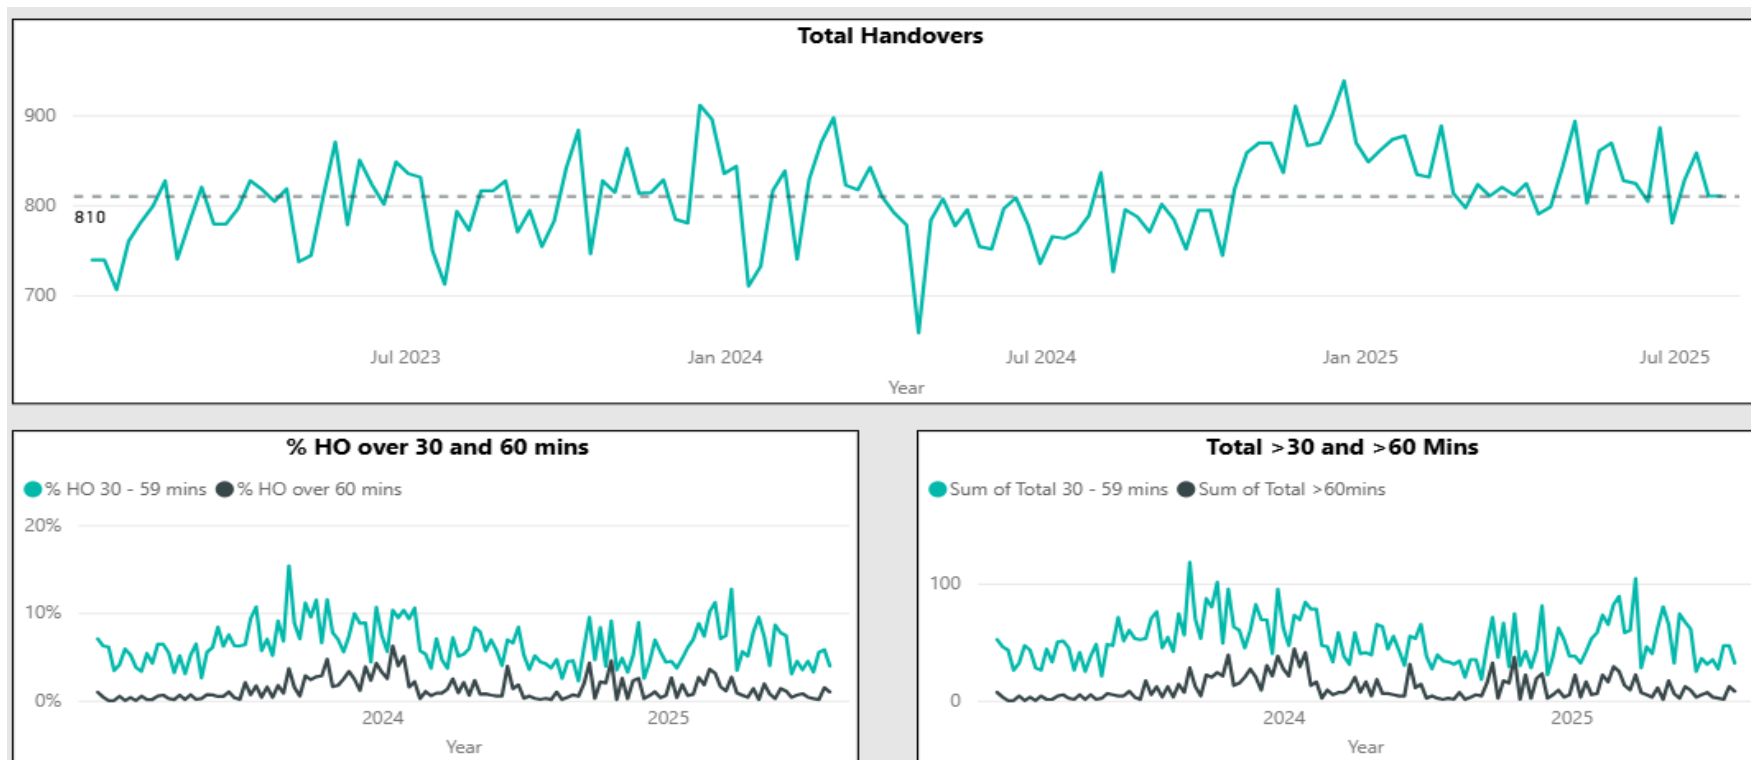 Total Handovers
900
800
810
700
Jul 2023 Jan 2024 Jul 2024 Jan 2025 Jul 2025
Year
% HO over 30 and 60 mins
% HO 30 - 59 mins % HO over 60 mins
20%
10%
0%
2024 2025
Year
Total >30 and >60 Mins
Sum of Total 30 - 59 mins Sum of Total >60mins
100
0
2024 2025
Year